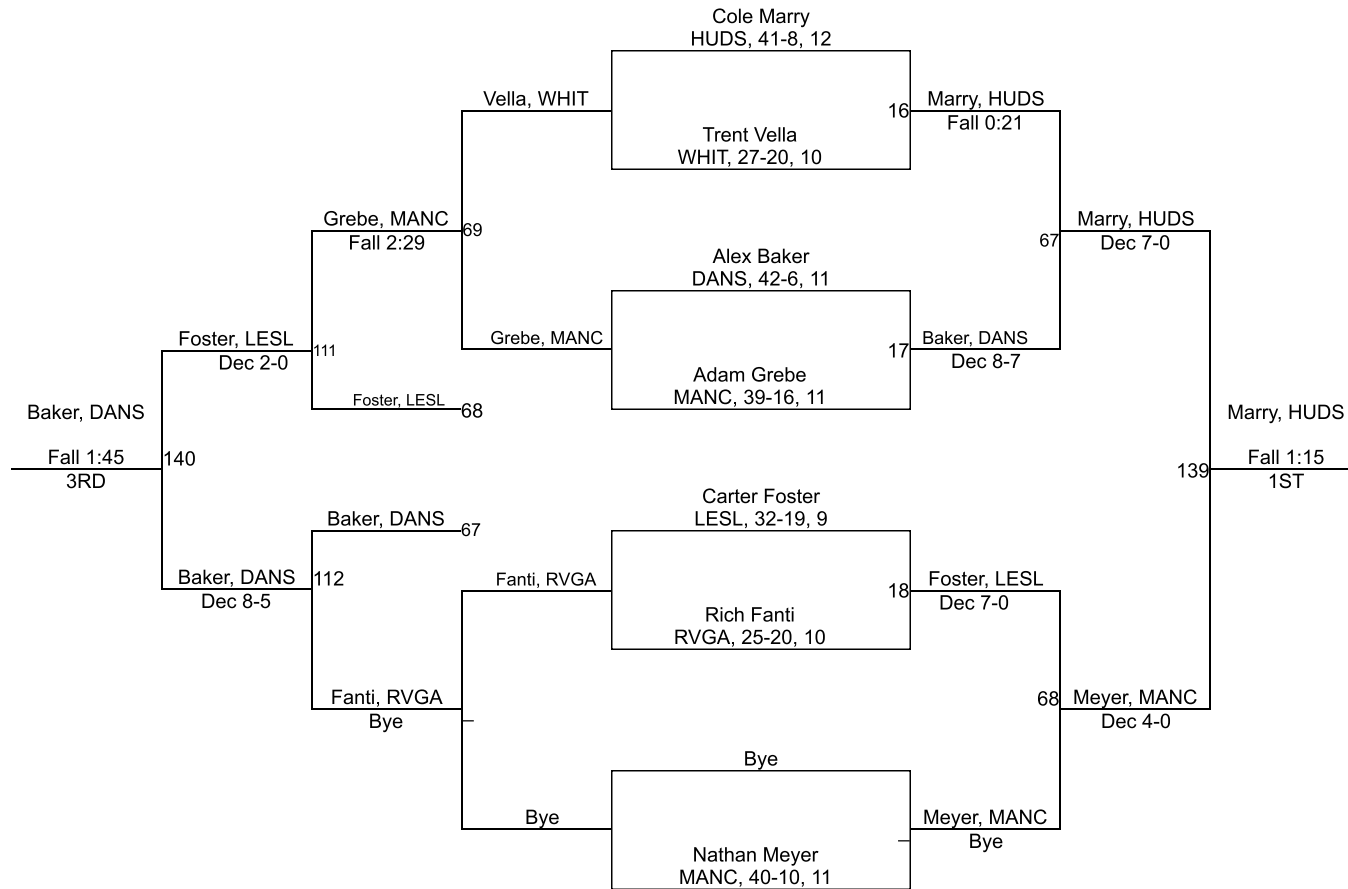 Cole Marry
HUDS, 41-8, 12
Vella, WHIT
16
Marry, HUDS
Fall 0:21
Trent Vella
WHIT, 27-20, 10
Grebe, MANC
Fall 2:29
69
67
Marry, HUDS
Dec 7-0
Alex Baker
DANS, 42-6, 11
Foster, LESL
Dec 2-0
111
Grebe, MANC
17
Baker, DANS
Dec 8-7
Adam Grebe
MANC, 39-16, 11
Foster, LESL
68
Baker, DANS
Fall 1:45
3RD
140
Marry, HUDS
139
Fall 1:15
1ST
Carter Foster
LESL, 32-19, 9
Baker, DANS
67
Baker, DANS
Dec 8-5
112
Fanti, RVGA
18
Foster, LESL
Dec 7-0
Rich Fanti
RVGA, 25-20, 10
Fanti, RVGA
Bye
68
Meyer, MANC
Dec 4-0
Bye
Bye
Meyer, MANC
Bye
Nathan Meyer
MANC, 40-10, 11